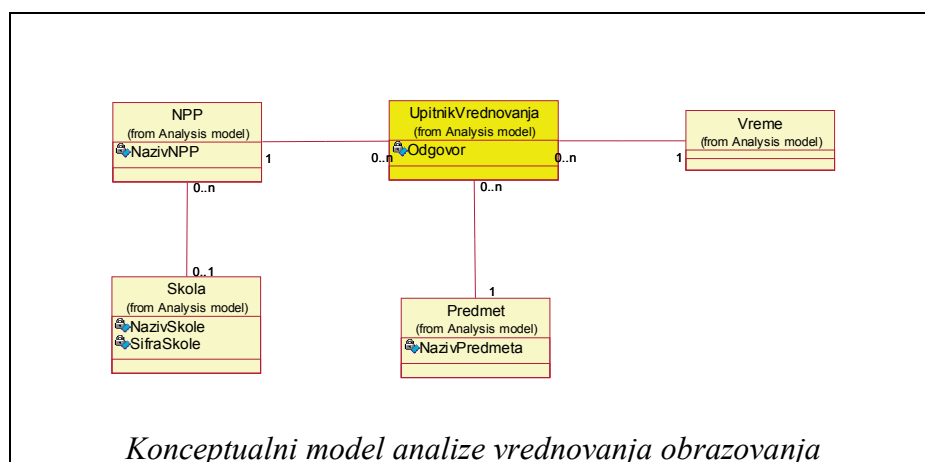 NPP
(from Analysis model)
NazivNPP
UpitnikVrednovanja
(from Analysis model)
Odgovor
Vreme
(from Analysis model)
1
0..n
0..n
1
0..n
0..n
0..1
1
Skola
(from Analysis model)
NazivSkole
SifraSkole
Predmet
(from Analysis model)
NazivPredmeta
Konceptualni model analize vrednovanja obrazovanja